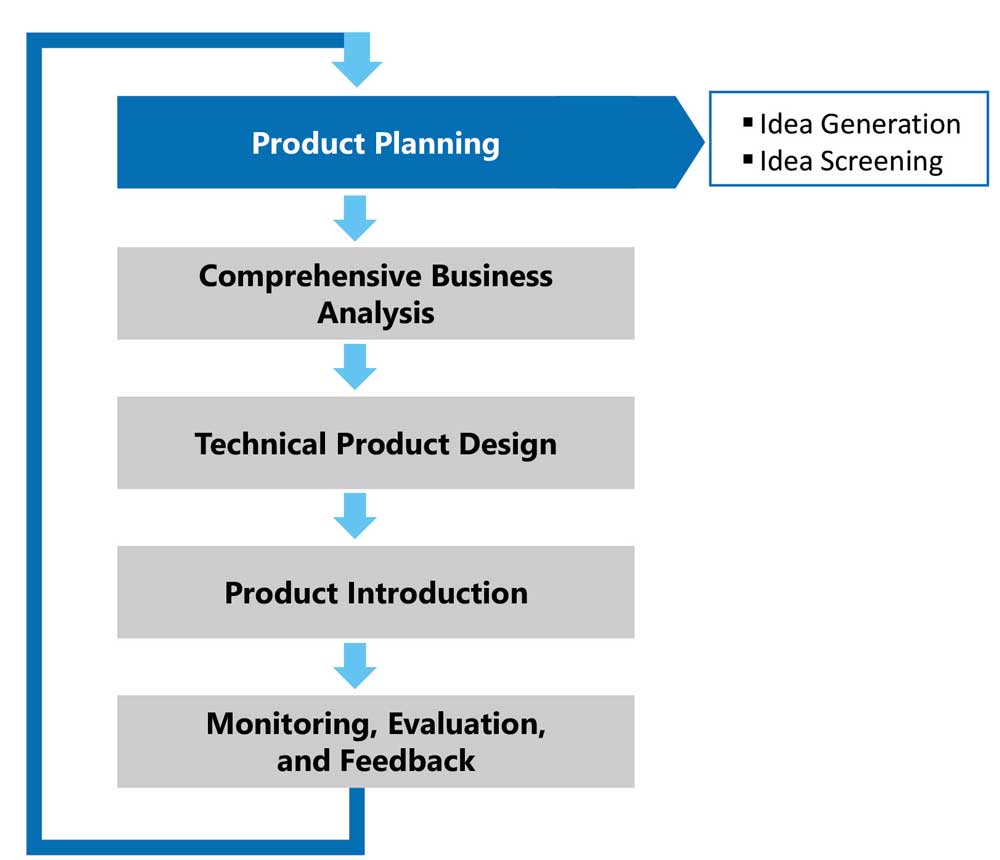 Product Planning
▪ Idea Generation
▪ Idea Screening
Comprehensive Business
Analysis
Technical Product Design
Product Introduction
Monitoring, Evaluation,
and Feedback